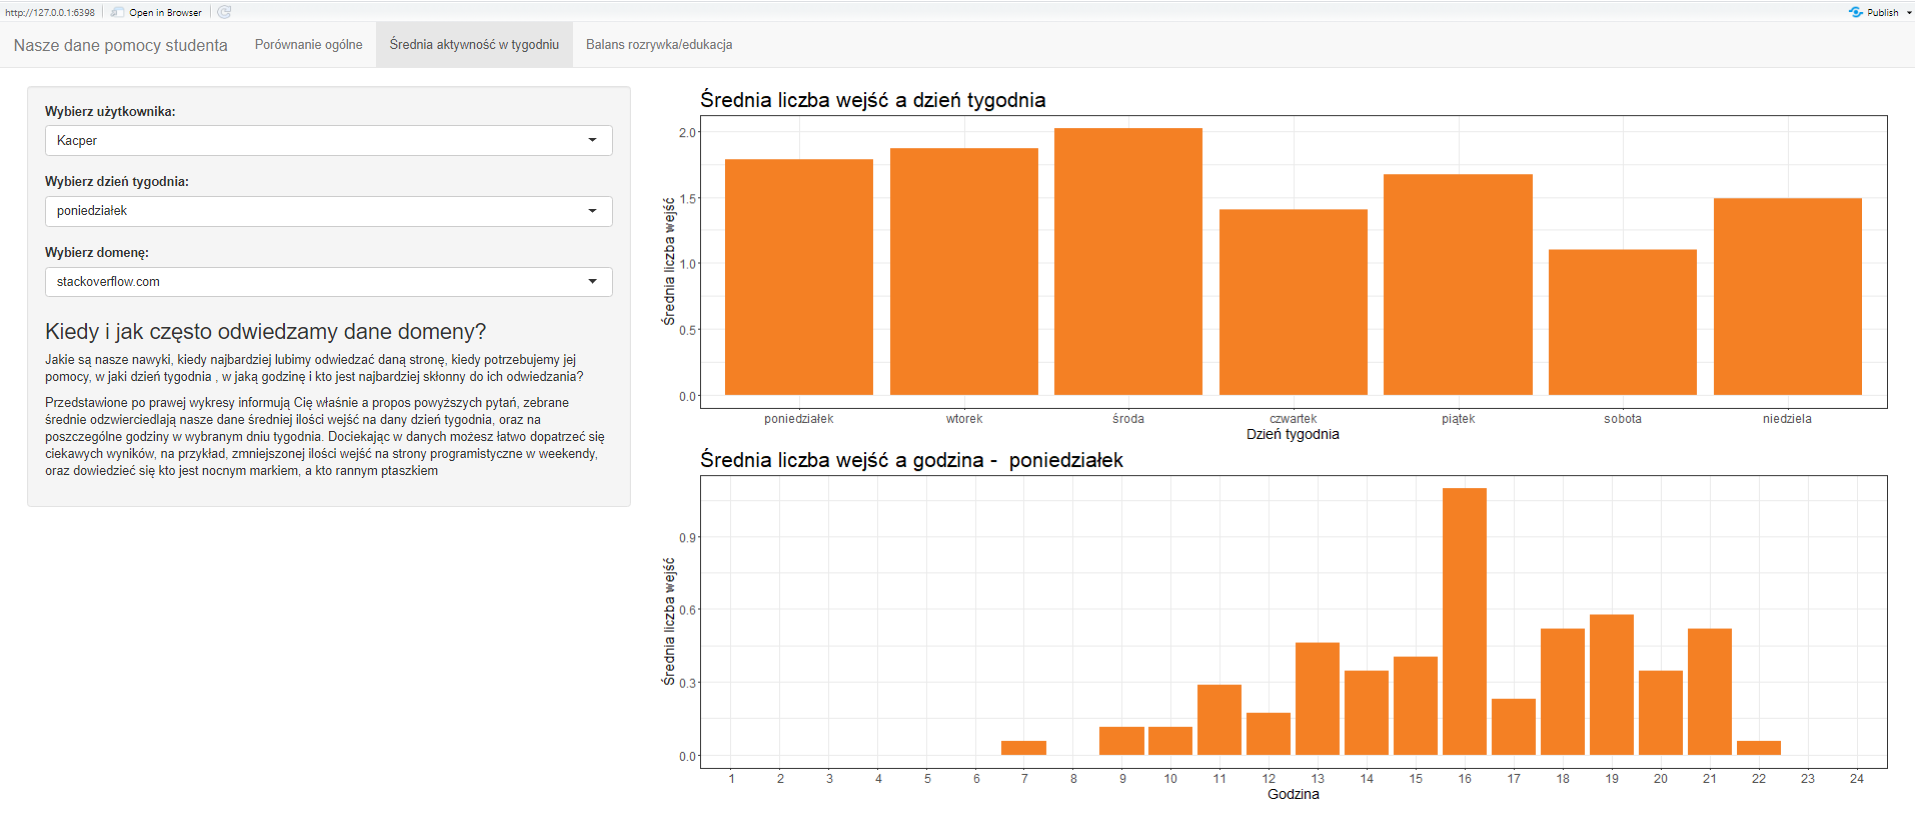 http://127.0.0.1:6398 Open in Browser Publish
Nasze dane pomocy studenta Porównanie ogólne Średnia aktywność w tygodniu Balans rozrywka/edukacja
Wybierz użytkownika:
Kacper
Wybierz dzień tygodnia:
poniedziałek
Wybierz domenę:
stackoverflow.com
Kiedy i jak często odwiedzamy dane domeny?
Jakie są nasze nawyki, kiedy najbardziej lubimy odwiedzać daną stronę, kiedy potrzebujemy jej
pomocy, w jaki dzień tygodnia , w jaką godzinę i kto jest najbardziej skłonny do ich odwiedzania?
Przedstawione po prawej wykresy informują Cię właśnie a propos powyższych pytań, zebrane
średnie odzwierciedlają nasze dane średniej ilości wejść na dany dzień tygodnia, oraz na
poszczególne godziny w wybranym dniu tygodnia. Dociekając w danych możesz łatwo dopatrzeć się
ciekawych wyników, na przykład, zmniejszonej ilości wejść na strony programistyczne w weekendy,
oraz dowiedzieć się kto jest nocnym markiem, a kto rannym ptaszkiem
Średnia liczba wejść a dzień tygodnia
Średnia liczba wejść
2.0
1.5
1.0
0.5
0.0
poniedziałek wtorek środa czwartek piątek sobota niedziela
Dzień tygodnia
Średnia liczba wejść a godzina - poniedziałek
Średnia liczba wejść
0.9
0.6
0.3
0.0
1 2 3 4 5 6 7 8 9 10 11 12 13 14 15 16 17 18 19 20 21 22 23 24
Godzina